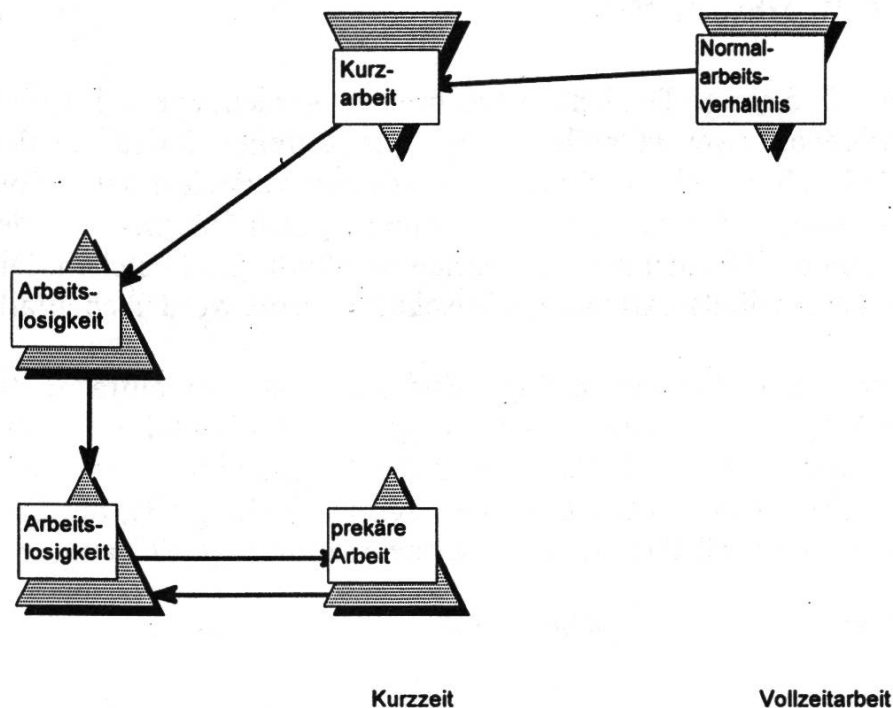 Kurz-
arbeit
Normal-
arbeits-
verhältnis
Arbeits-
losigkeit
Arbeits-
losigkeit
prekäre
Arbeit
Kurzzeit
Vollzeitarbeit